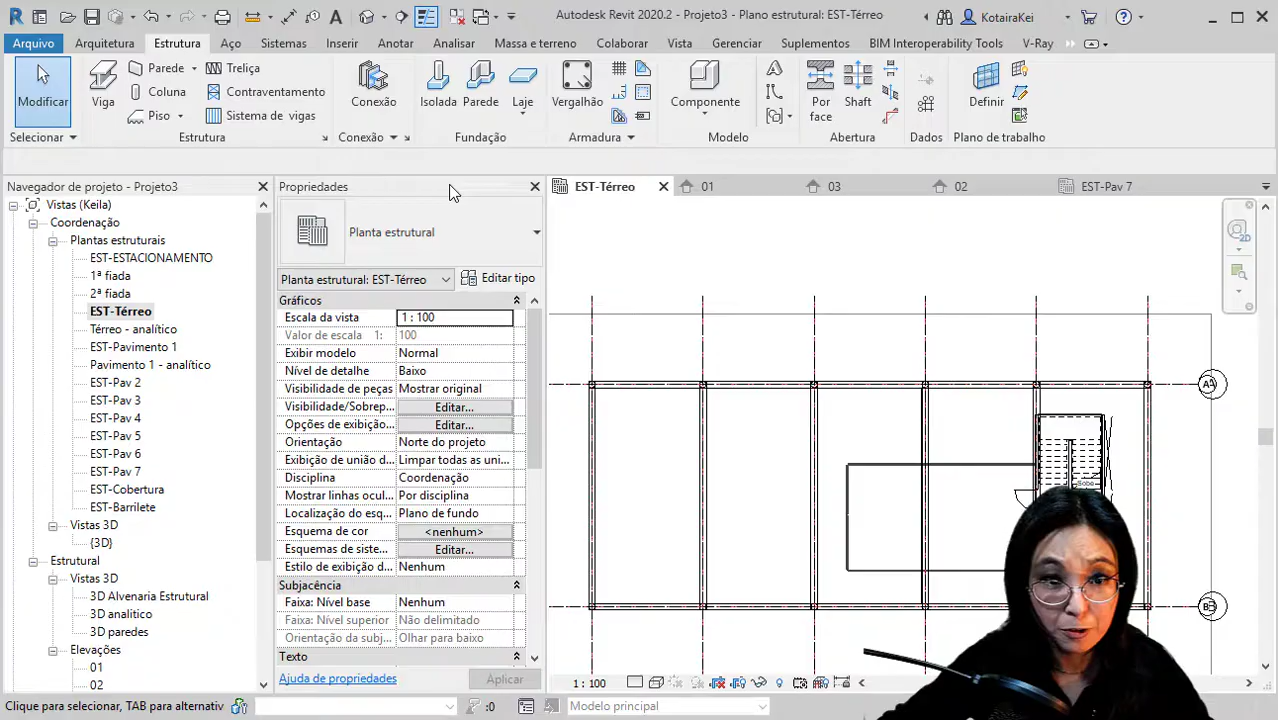 Autodesk Revit 2020.2 - Projeto3 - Plano estrutural: EST-Térreo
KotairaKei
Arquivo Arquitetura Estrutura Aço Sistemas Inserir Anotar Analisar Massa e terreno Colaborar Vista Gerenciar Suplementos BIM Interoperability Tools V-Ray
Modificar
Viga
Parede
Coluna
Piso
Treliça
Contraventamento
Sistema de vigas
Conexão
Isolada
Parede
Laje
Vergalhão
Componente
Por face
Shaft
Definir
Selecionar Estrutura Conexão Fundação Armadura Modelo Abertura Dados Plano de trabalho
Navegador de projeto - Projeto3
Vistas (Keila)
Coordenação
Plantas estruturais
EST-ESTACIONAMENTO
1ª fiada
2ª fiada
EST-Térreo
Térreo - analítico
EST-Pavimento 1
Pavimento 1 - analítico
EST-Pav 2
EST-Pav 3
EST-Pav 4
EST-Pav 5
EST-Pav 6
EST-Pav 7
EST-Cobertura
EST-Barrilete
Vistas 3D
{3D}
Estrutural
Vistas 3D
3D Alvenaria Estrutural
3D analitico
3D paredes
Elevações
01
02
Propriedades
Planta estrutural
Planta estrutural: EST-Térreo Editar tipo
Gráficos
Escala da vista 1 : 100
Valor de escala 1: 100
Exibir modelo Normal
Nível de detalhe Baixo
Visibilidade de peças Mostrar original
Visibilidade/Sobrep... Editar...
Opções de exibição... Editar...
Orientação Norte do projeto
Exibição de união d... Limpar todas as uni...
Disciplina Coordenação
Mostrar linhas ocul... Por disciplina
Localização do esq... Plano de fundo
Esquema de cor <nenhum>
Esquemas de siste... Editar...
Estilo de exibição d... Nenhum
Subjacência
Faixa: Nível base Nenhum
Faixa: Nível superior Não delimitado
Orientação da subj... Olhar para baixo
Texto
Ajuda de propriedades Aplicar
EST-Térreo 01 03 02 EST-Pav 7
2D
Sobe
1 : 100
Clique para selecionar, TAB para alternativ
:0
Modelo principal